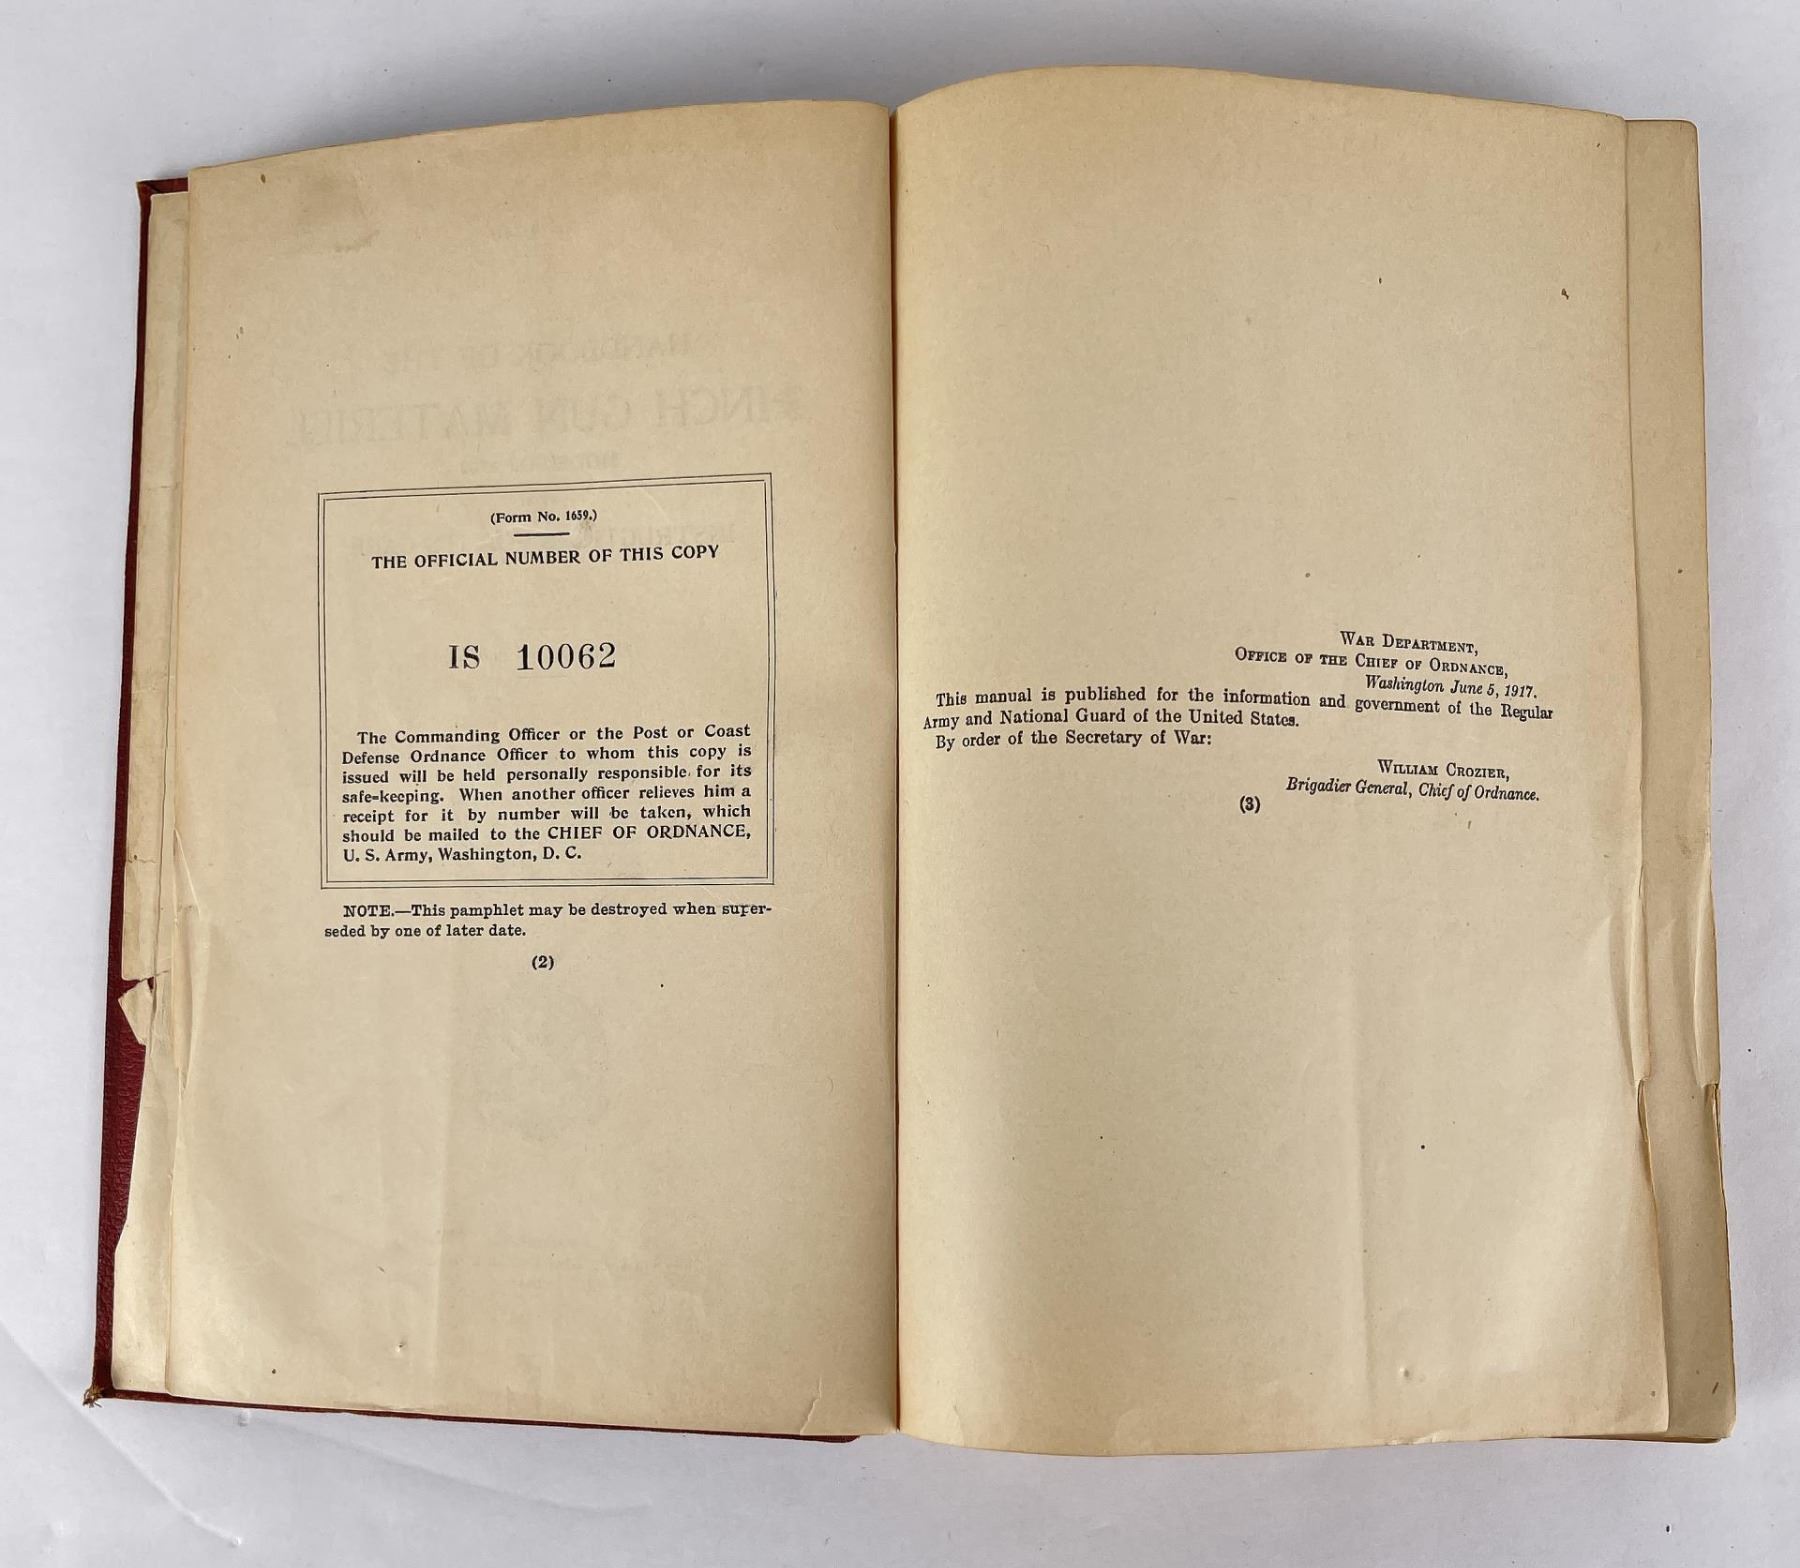 (Form No. 1659.)
THE OFFICIAL NUMBER OF THIS COPY
IS 10062
The Commanding Officer or the Post or Coast
Defense Ordnance Officer to whom this copy is
issued will be held personally responsible for its
safe-keeping. When another officer relieves him a
receipt for it by number will be taken, which
should be mailed to the CHIEF OF ORDNANCE,
U. S. Army, Washington, D. C.
NOTE.—This pamphlet may be destroyed when super-
seded by one of later date.
(2)
War Department,
Office of the Chief of Ordnance,
Washington June 5, 1917.
This manual is published for the information and government of the Regular
Army and National Guard of the United States.
By order of the Secretary of War:
William Crozier,
Brigadier General, Chief of Ordnance.
(3)